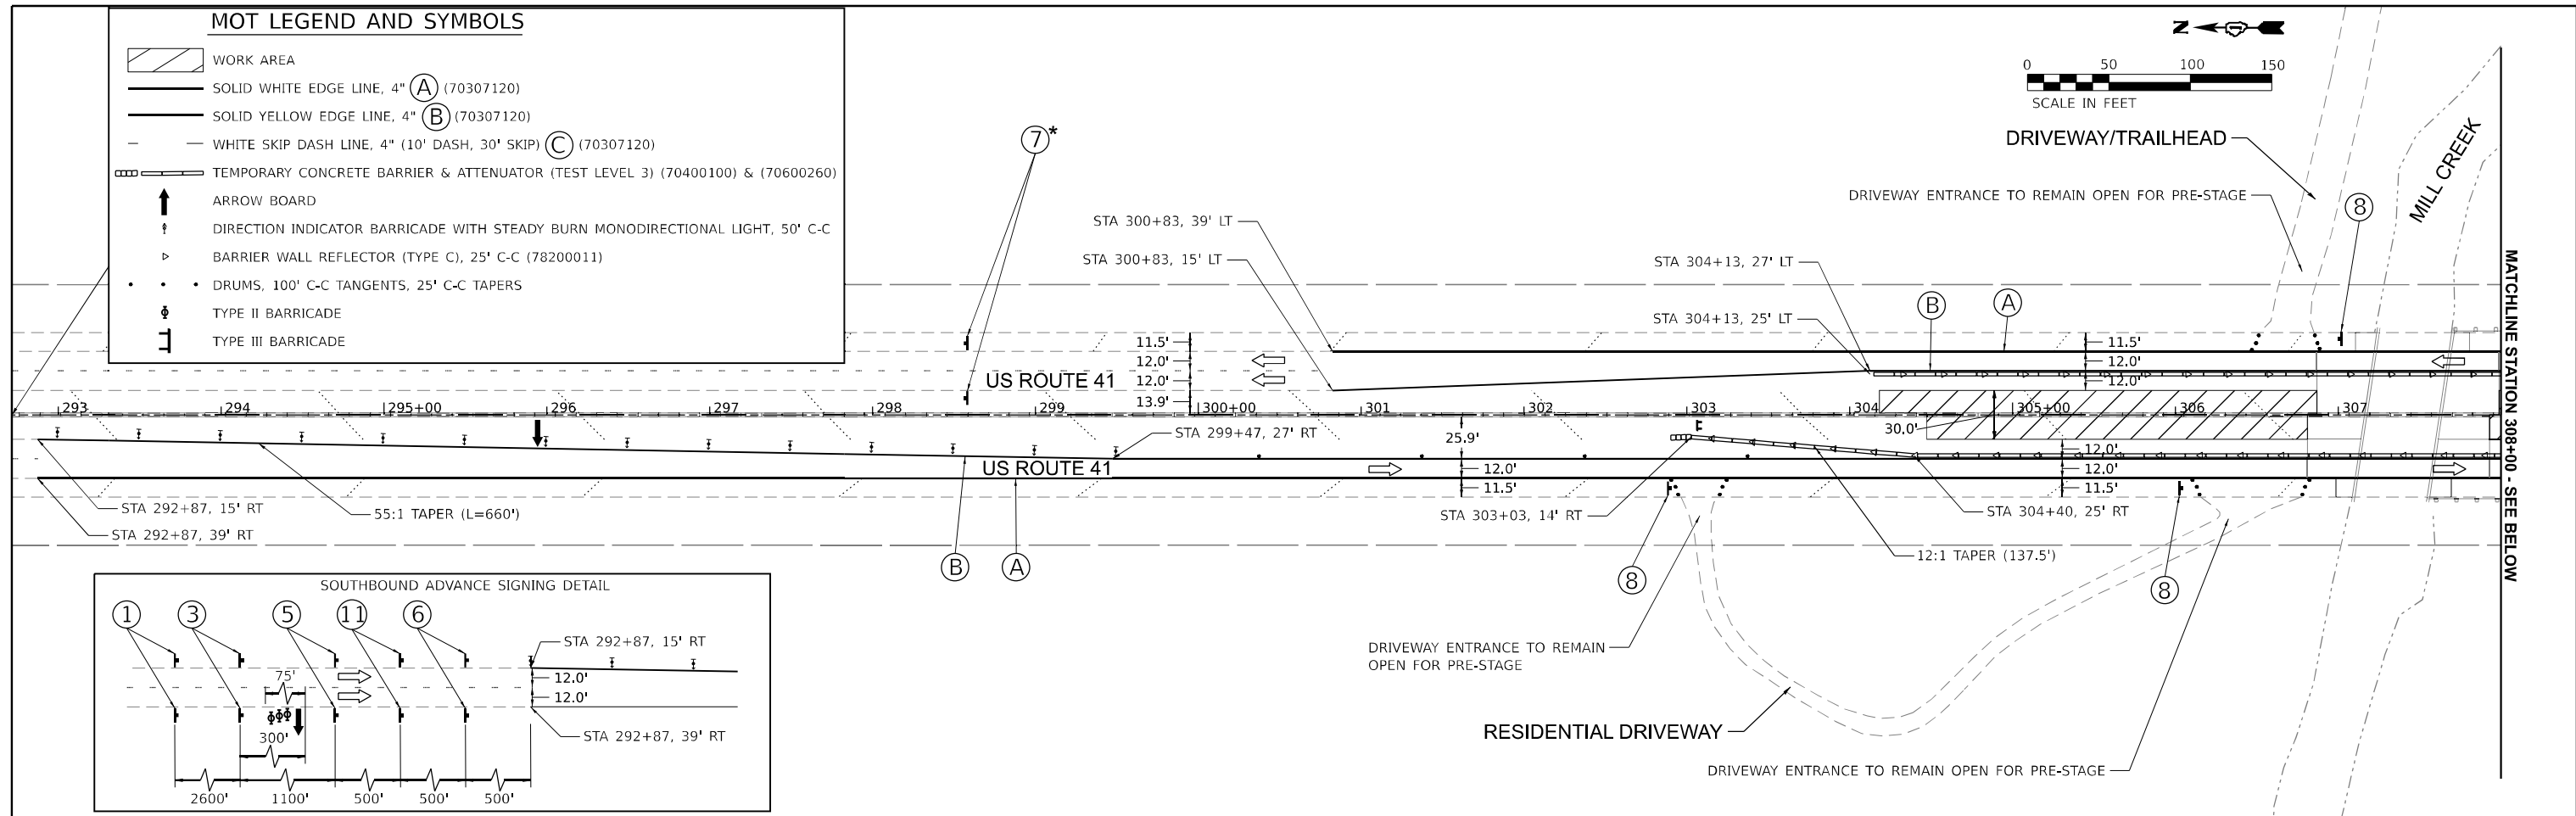 MOT LEGEND AND SYMBOLS
WORK AREA
SOLID WHITE EDGE LINE, 4" A (70307120)
SOLID YELLOW EDGE LINE, 4" B (70307120)
WHITE SKIP DASH LINE, 4" (10' DASH, 30' SKIP) C (70307120)
TEMPORARY CONCRETE BARRIER & ATTENUATOR (TEST LEVEL 3) (70400100) & (70600260)
ARROW BOARD
DIRECTION INDICATOR BARRICADE WITH STEADY BURN MONODIRECTIONAL LIGHT, 50' C-C
BARRIER WALL REFLECTOR (TYPE C), 25' C-C (78200011)
DRUMS, 100' C-C TANGENTS, 25' C-C TAPERS
TYPE II BARRICADE
TYPE III BARRICADE
N
0 50 100 150
SCALE IN FEET
7*
DRIVEWAY/TRAILHEAD
DRIVEWAY ENTRANCE TO REMAIN OPEN FOR PRE-STAGE
8
MILL CREEK
STA 300+83, 39' LT
STA 300+83, 15' LT
STA 304+13, 27' LT
STA 304+13, 25' LT
B
A
11.5'
12.0'
12.0'
13.9'
11.5'
12.0'
12.0'
US ROUTE 41
293 294 295+00 296 297 298 299 300+00 301 302 303 304 305+00 306 307
30.0'
25.9'
12.0'
11.5'
12.0'
12.0'
11.5'
US ROUTE 41
STA 299+47, 27' RT
STA 292+87, 15' RT
STA 292+87, 39' RT
55:1 TAPER (L=660')
B
A
STA 303+03, 14' RT
STA 304+40, 25' RT
12:1 TAPER (137.5')
8
8
DRIVEWAY ENTRANCE TO REMAIN
OPEN FOR PRE-STAGE
RESIDENTIAL DRIVEWAY
DRIVEWAY ENTRANCE TO REMAIN OPEN FOR PRE-STAGE
MATCHLINE STATION 308+00 - SEE BELOW
SOUTHBOUND ADVANCE SIGNING DETAIL
1 3 5 11 6
STA 292+87, 15' RT
75'
12.0'
12.0'
STA 292+87, 39' RT
300'
2600' 1100' 500' 500' 500'